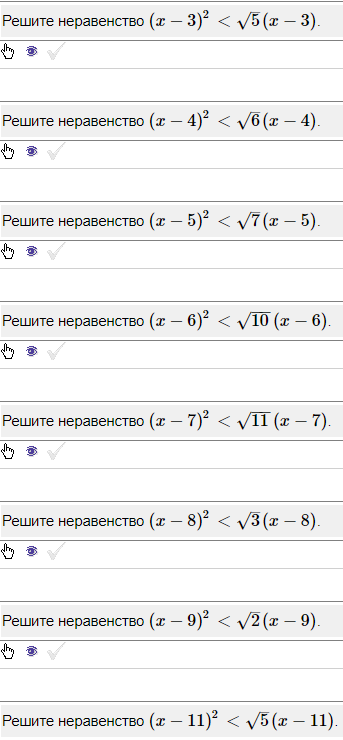 Решите неравенство (x − 3)² < √5(x − 3).
Решите неравенство (x − 4)² < √6(x − 4).
Решите неравенство (x − 5)² < √7(x − 5).
Решите неравенство (x − 6)² < √10(x − 6).
Решите неравенство (x − 7)² < √11(x − 7).
Решите неравенство (x − 8)² < √3(x − 8).
Решите неравенство (x − 9)² < √2(x − 9).
Решите неравенство (x − 11)² < √5(x − 11).